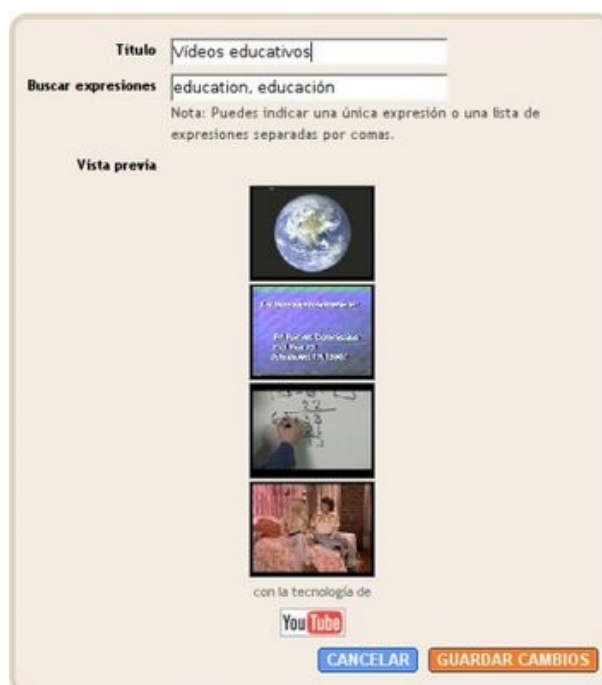 Título
Vídeos educativos
Buscar expresiones
education, educación
Nota: Puedes indicar una única expresión o una lista de
expresiones separadas por comas.
Vista previa
con la tecnología de
YouTube
CANCELAR
GUARDAR CAMBIOS